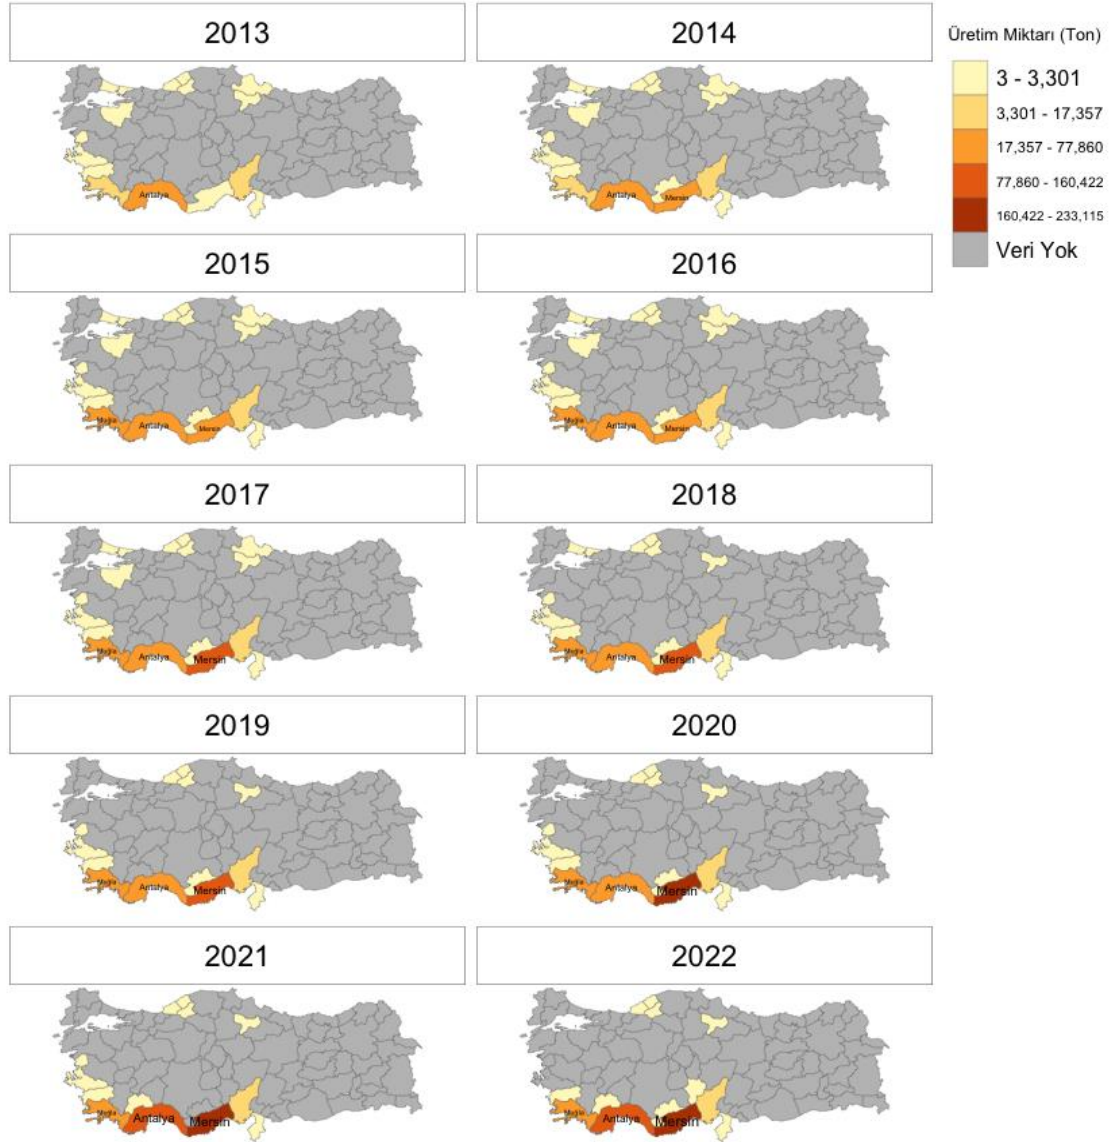 2013
2014
Üretim Miktarı (Ton)
3 - 3,301
3,301 - 17,357
17,357 - 77,860
77,860 - 160,422
160,422 - 233,115
Veri Yok
Antalya
Antalya
Mersin
2015
2016
Muğla
Antalya
Mersin
Muğla
Antalya
Mersin
2017
2018
Muğla
Antalya
Mersin
Muğla
Antalya
Mersin
2019
2020
Muğla
Antalya
Mersin
Muğla
Antalya
Mersin
2021
2022
Muğla
Antalya
Mersin
Muğla
Antalya
Mersin